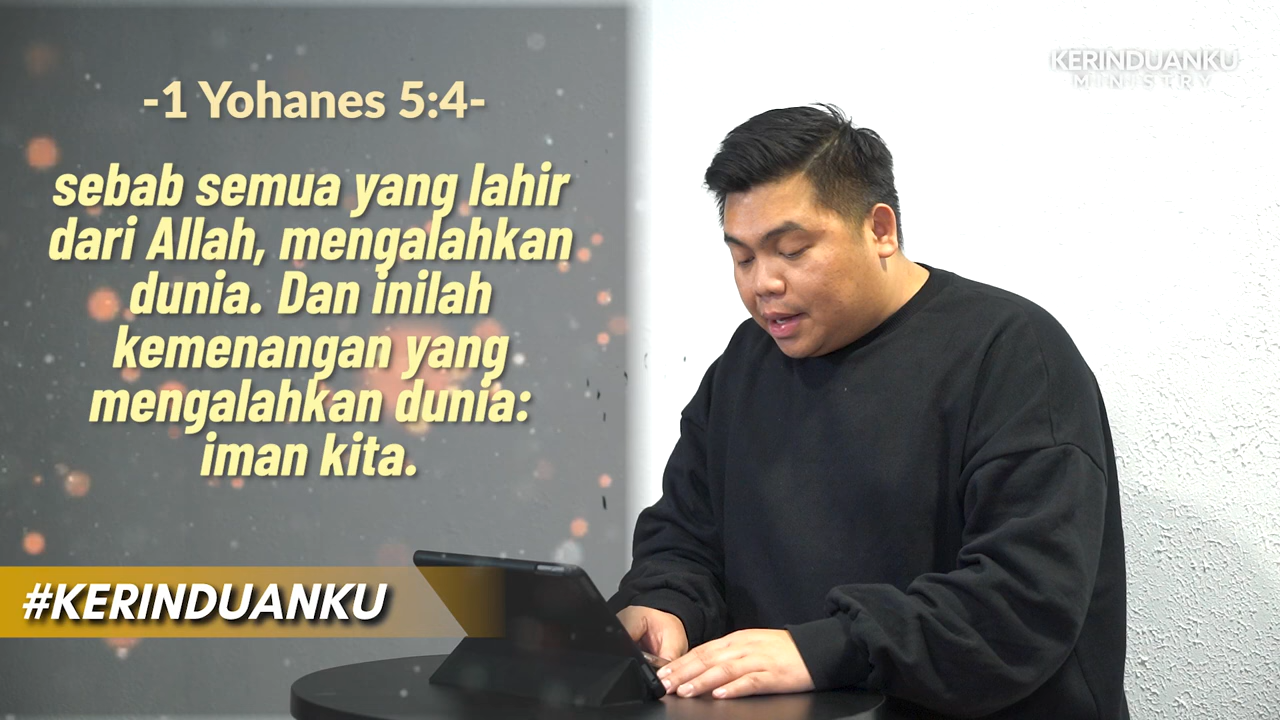 -1 Yohanes 5:4-
sebab semua yang lahir
dari Allah, mengalahkan
dunia. Dan inilah
kemenangan yang
mengalahkan dunia:
iman kita.
#KERINDUANKU
KERINDUANKU
MINISTRY